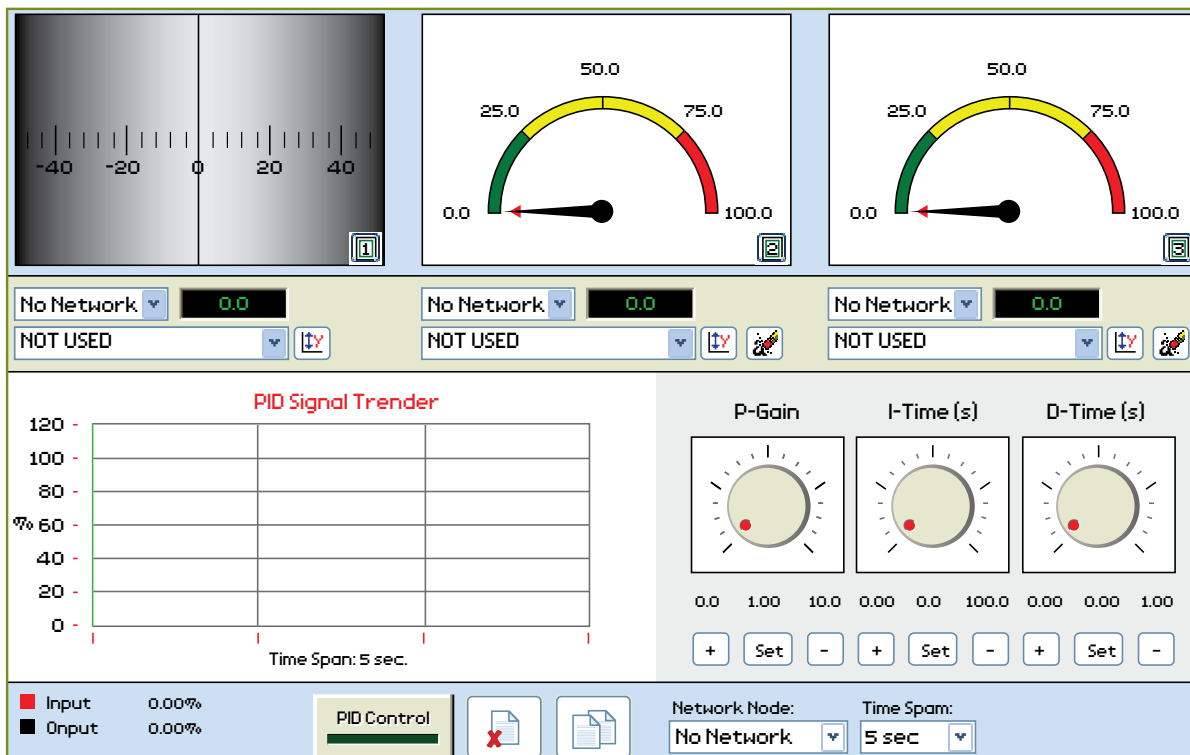 50.0 50.0
25.0 75.0 25.0 75.0
-40 -20 0 20 40
0.0 100.0 0.0 100.0
1 2 3
No Network 0.0 No Network 0.0 No Network 0.0
NOT USED Y NOT USED Y NOT USED Y
PID Signal Trender
120
100
80
% 60
40
20
0
Time Span: 5 sec.
P-Gain I-Time (s) D-Time (s)
0.0 1.00 10.0 0.00 0.0 100.0 0.00 0.00 1.00
+ Set - + Set - + Set -
Input 0.00%
Onput 0.00%
PID Control
Network Node: Time Spam:
No Network 5 sec